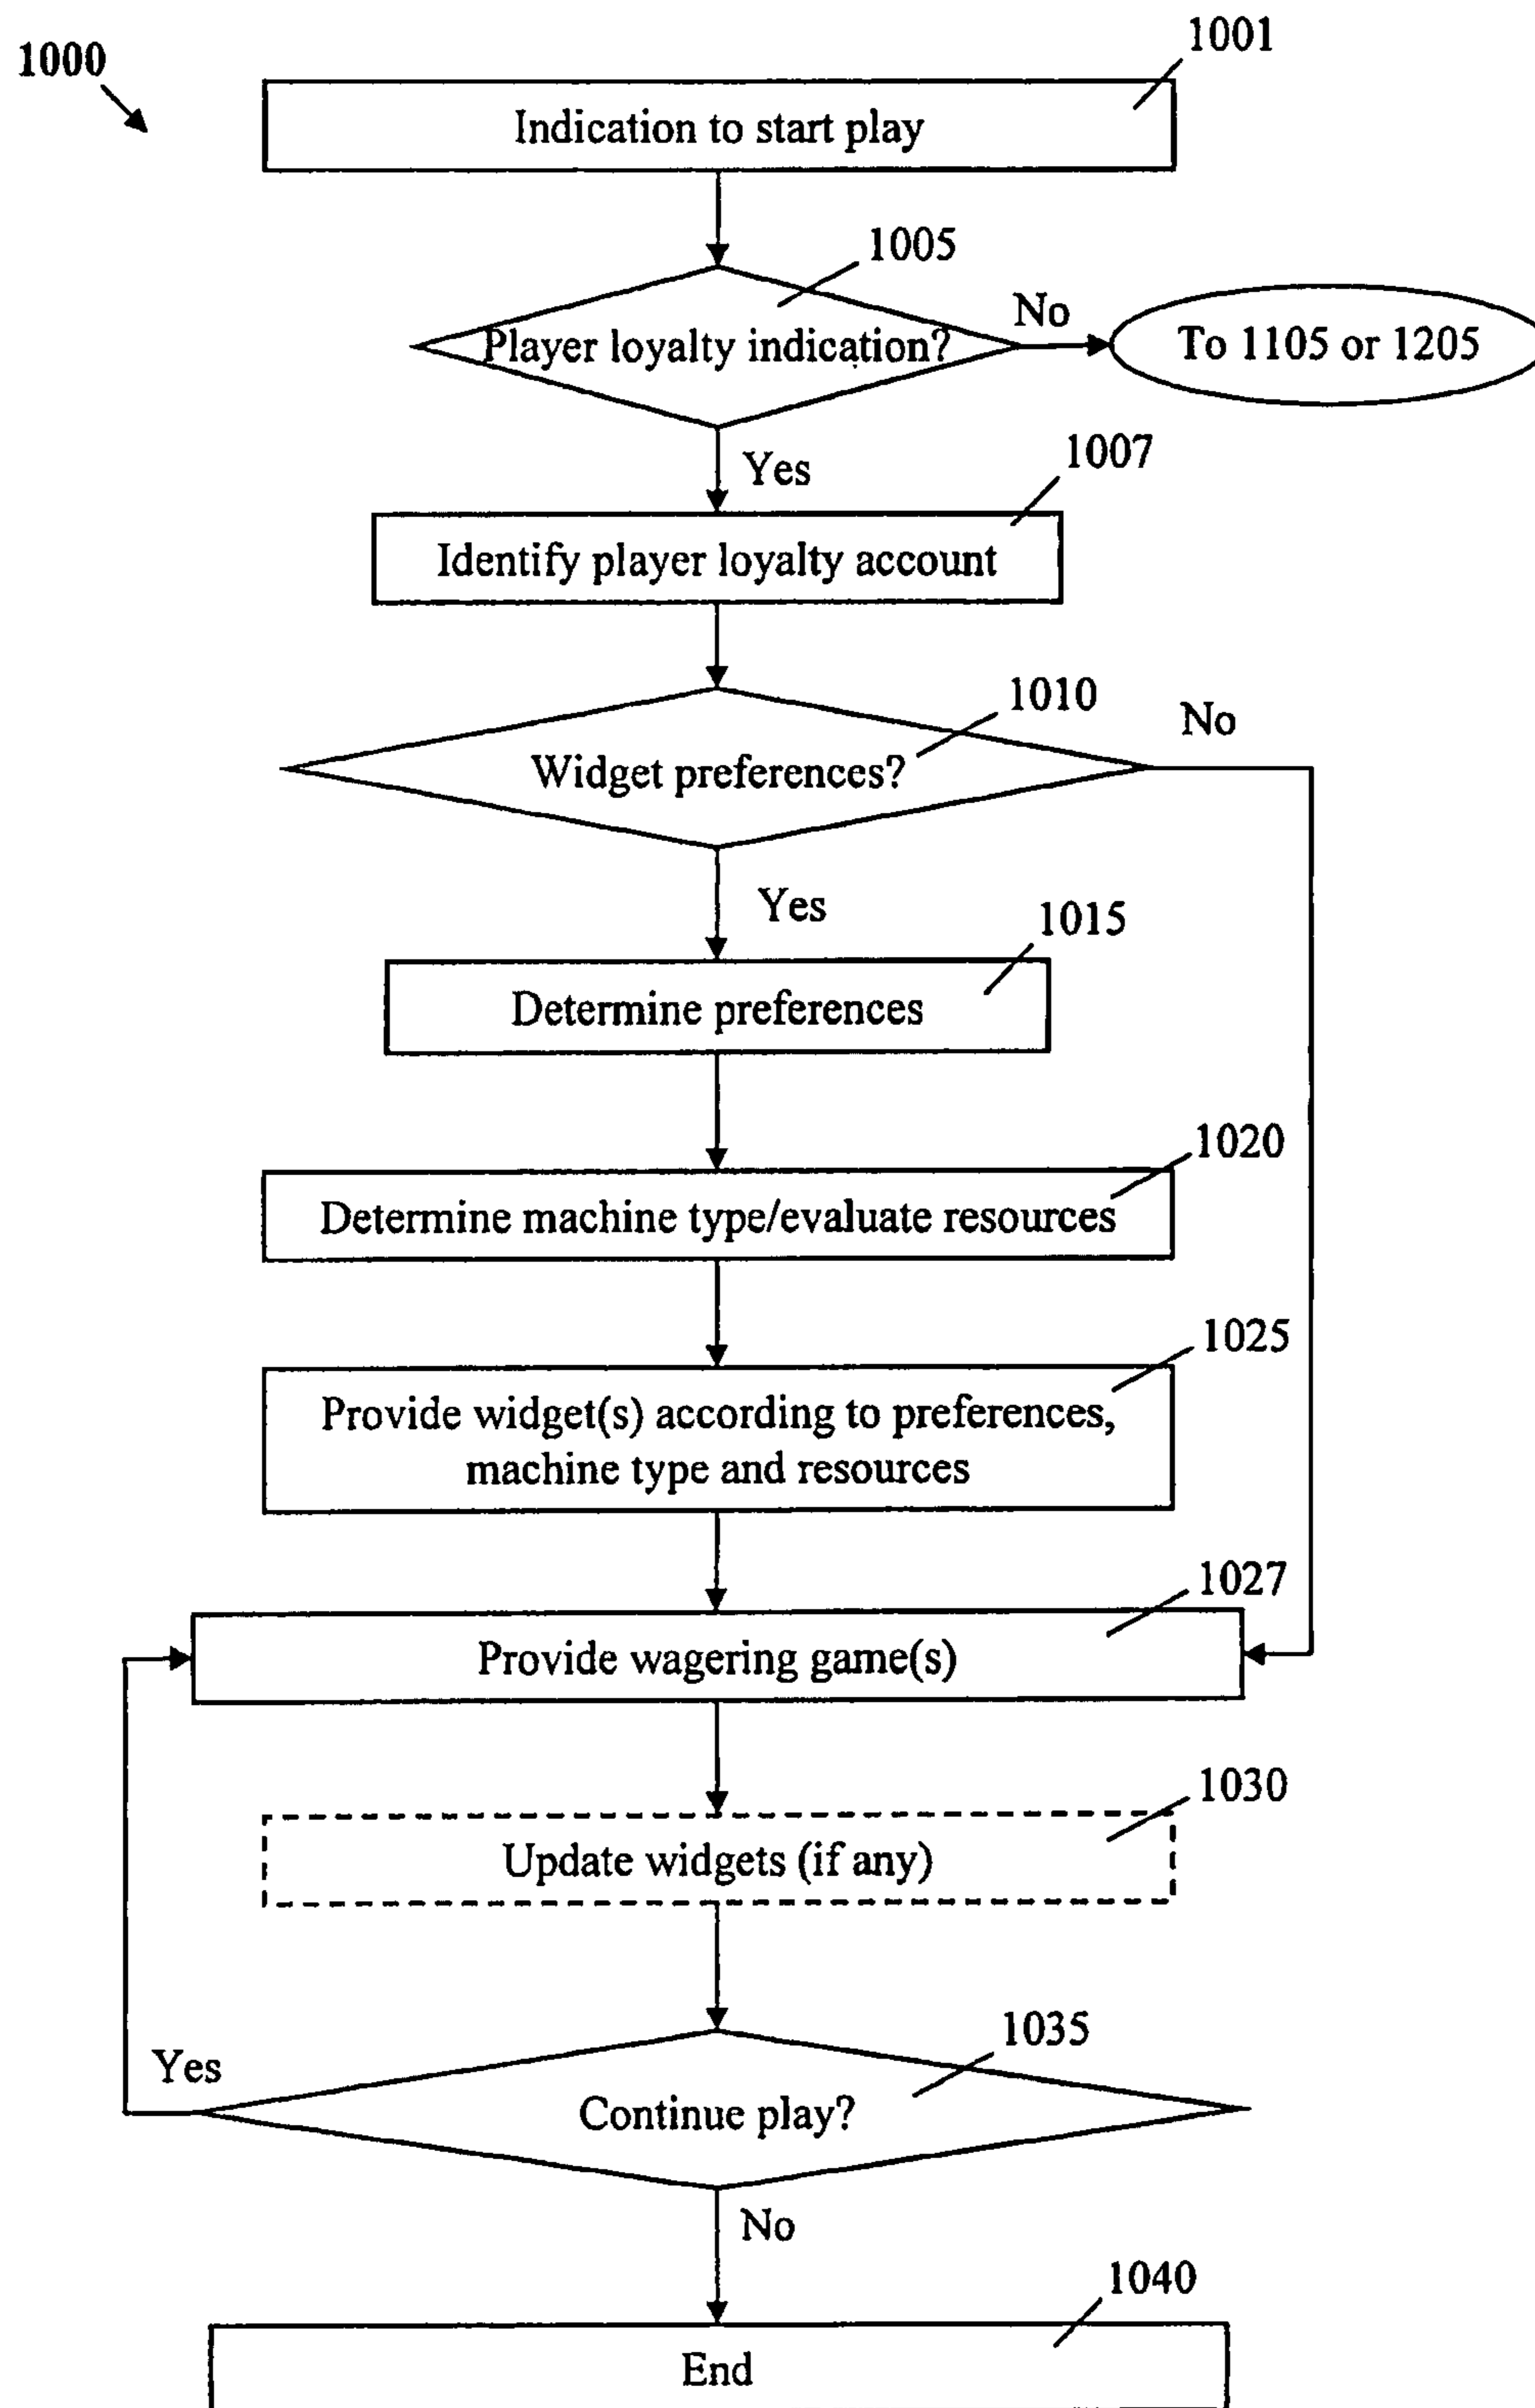 1000
1001
Indication to start play
1005
Player loyalty indication?
No
To 1105 or 1205
Yes
1007
Identify player loyalty account
1010
Widget preferences?
No
Yes
1015
Determine preferences
1020
Determine machine type/evaluate resources
1025
Provide widget(s) according to preferences,
machine type and resources
1027
Provide wagering game(s)
1030
Update widgets (if any)
1035
Continue play?
Yes
No
1040
End